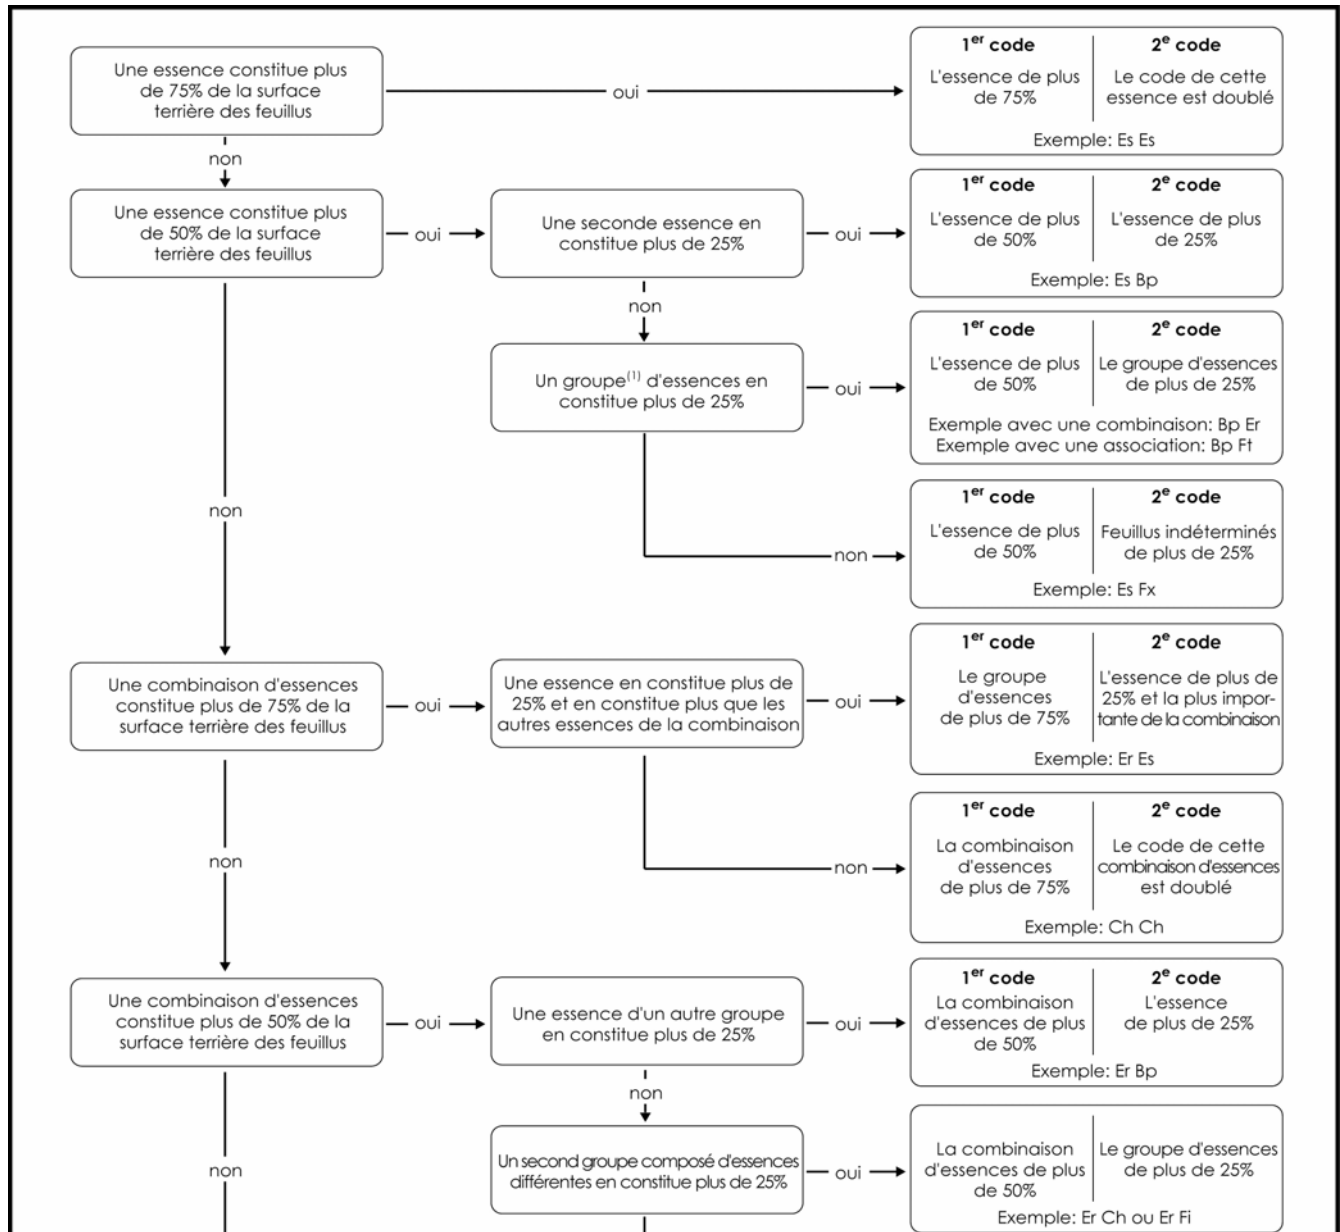 Une essence constitue plus
de 75% de la surface
terrière des feuillus
oui
1er code
2e code
L'essence de plus
de 75%
Le code de cette
essence est doublé
Exemple: Es Es
non
Une essence constitue plus
de 50% de la surface
terrière des feuillus
oui
Une seconde essence en
constitue plus de 25%
oui
1er code
2e code
L'essence de plus
de 50%
L'essence de plus
de 25%
Exemple: Es Bp
non
Un groupe(1) d'essences en
constitue plus de 25%
oui
1er code
2e code
L'essence de plus
de 50%
Le groupe d'essences
de plus de 25%
Exemple avec une combinaison: Bp Er
Exemple avec une association: Bp Ft
non
non
1er code
2e code
L'essence de plus
de 50%
Feuillus indéterminés
de plus de 25%
Exemple: Es Fx
Une combinaison d'essences
constitue plus de 75% de la
surface terrière des feuillus
oui
Une essence en constitue plus de
25% et en constitue plus que les
autres essences de la combinaison
oui
1er code
2e code
Le groupe
d'essences
de plus de 75%
L'essence de plus de
25% et la plus impor-
tante de la combinaison
Exemple: Er Es
non
non
1er code
2e code
La combinaison
d'essences
de plus de 75%
Le code de cette
combinaison d'essences
est doublé
Exemple: Ch Ch
Une combinaison d'essences
constitue plus de 50% de la
surface terrière des feuillus
oui
Une essence d'un autre groupe
en constitue plus de 25%
oui
1er code
2e code
La combinaison
d'essences de plus
de 50%
L'essence
de plus de 25%
Exemple: Er Bp
non
non
Un second groupe composé d'essences
différentes en constitue plus de 25%
oui
La combinaison
d'essences de plus
de 50%
Le groupe d'essences
de plus de 25%
Exemple: Er Ch ou Er Fi